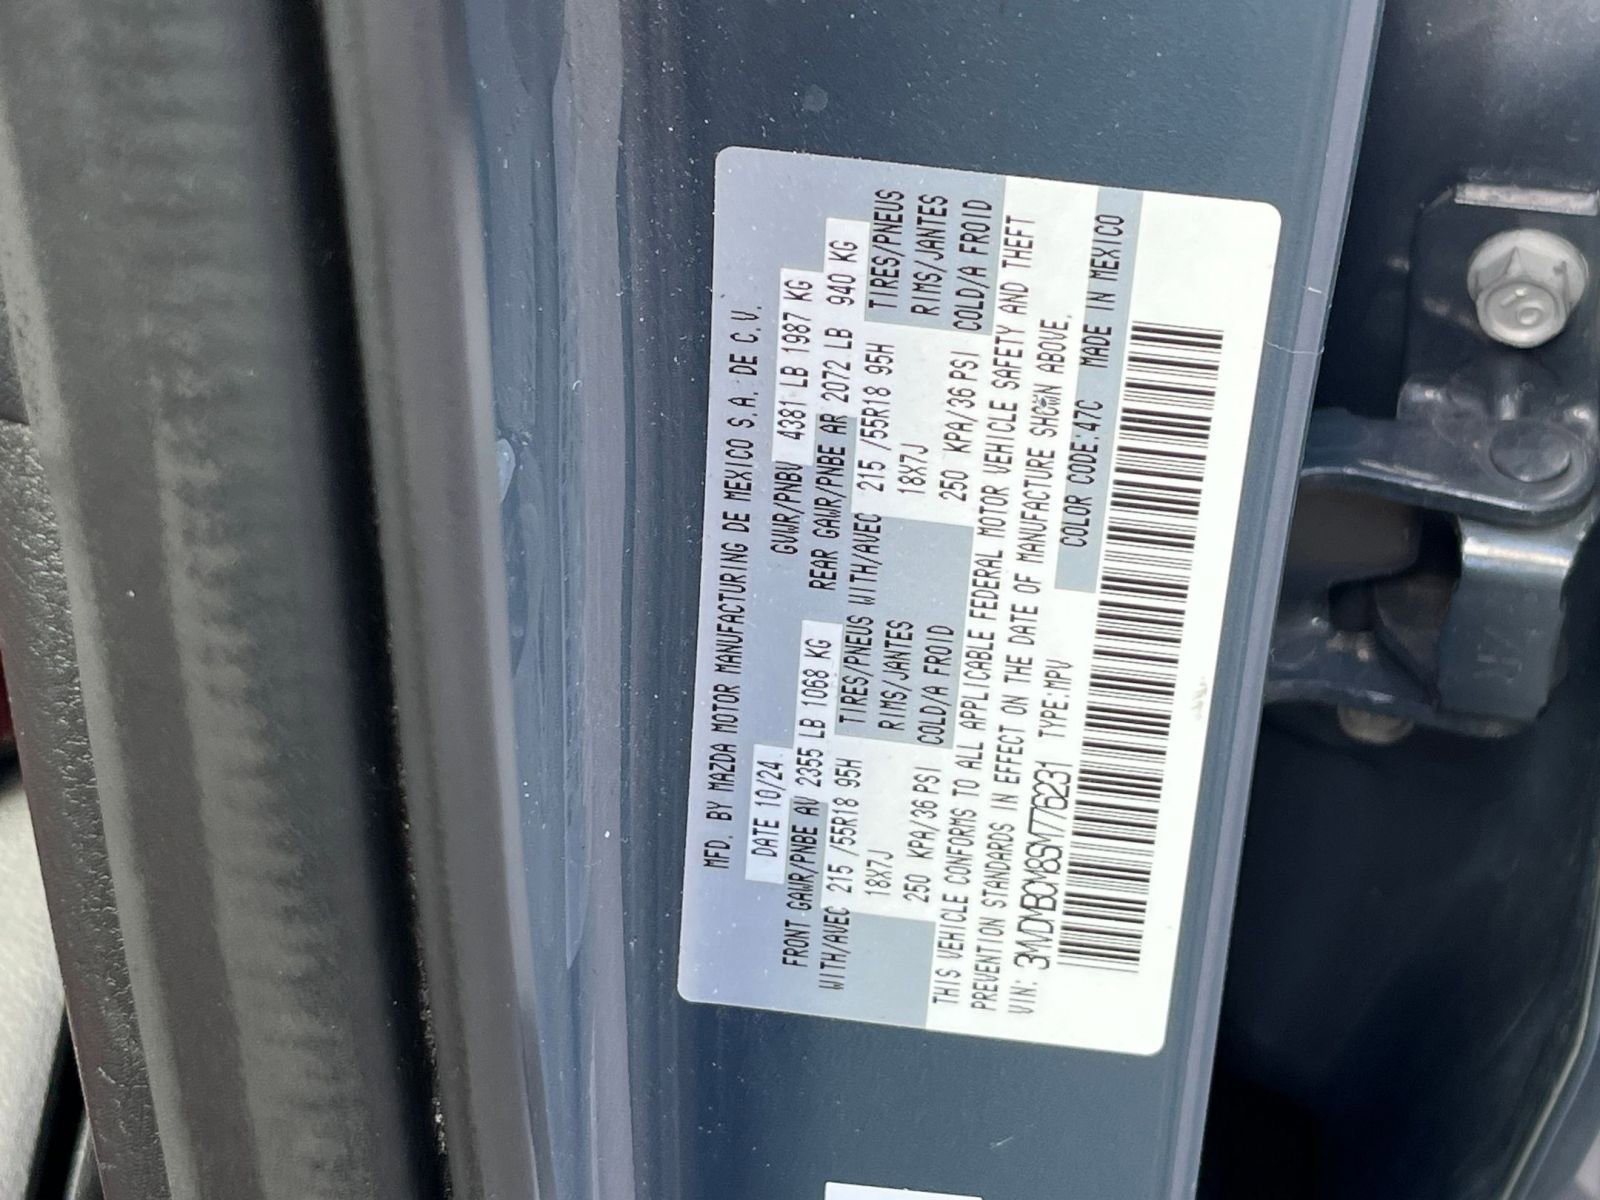 MFD. BY MAZDA MOTOR MANUFACTURING DE MEXICO S.A. DE C.V.
DATE 10/24 GVWR/PNBV 4381 LB 1987 KG
FRONT GAWR/PNBE AV 2355 LB 1068 KG REAR GAWR/PNBE AR 2072 LB 940 KG
WITH/AVEC 215 /55R18 95H TIRES/PNEUS WITH/AVEC 215 /55R18 95H TIRES/PNEUS
18X7J RIMS/JANTES 18X7J RIMS/JANTES
250 KPA/36 PSI COLD/A FROID 250 KPA/36 PSI COLD/A FROID
THIS VEHICLE CONFORMS TO ALL APPLICABLE FEDERAL MOTOR VEHICLE SAFETY AND THEFT
PREVENTION STANDARDS IN EFFECT ON THE DATE OF MANUFACTURE SHOWN ABOVE.
VIN: 3MVDMBCM8SM776231 TYPE:MPV COLOR CODE:47C MADE IN MEXICO